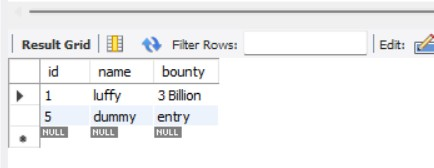 Result Grid Filter Rows: Edit:
id name bounty
1 luffy 3 Billion
5 dummy entry
NULL NULL NULL